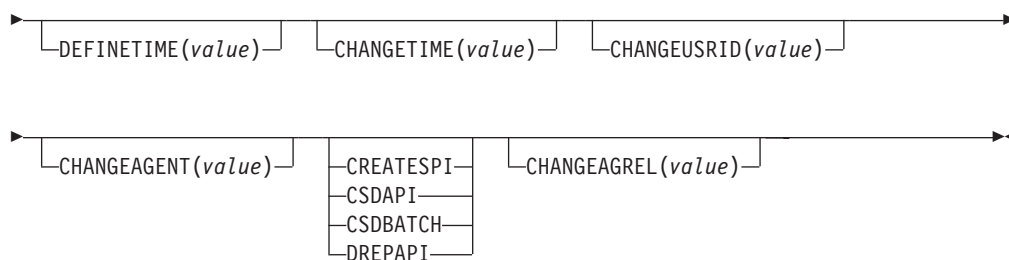 DEFINETIME(value) CHANGETIME(value) CHANGEUSRID(value)
CHANGEAGENT(value) CREATESPI CHANGEAGREL(value)
CSDAPI
CSDBATCH
DREPAPI